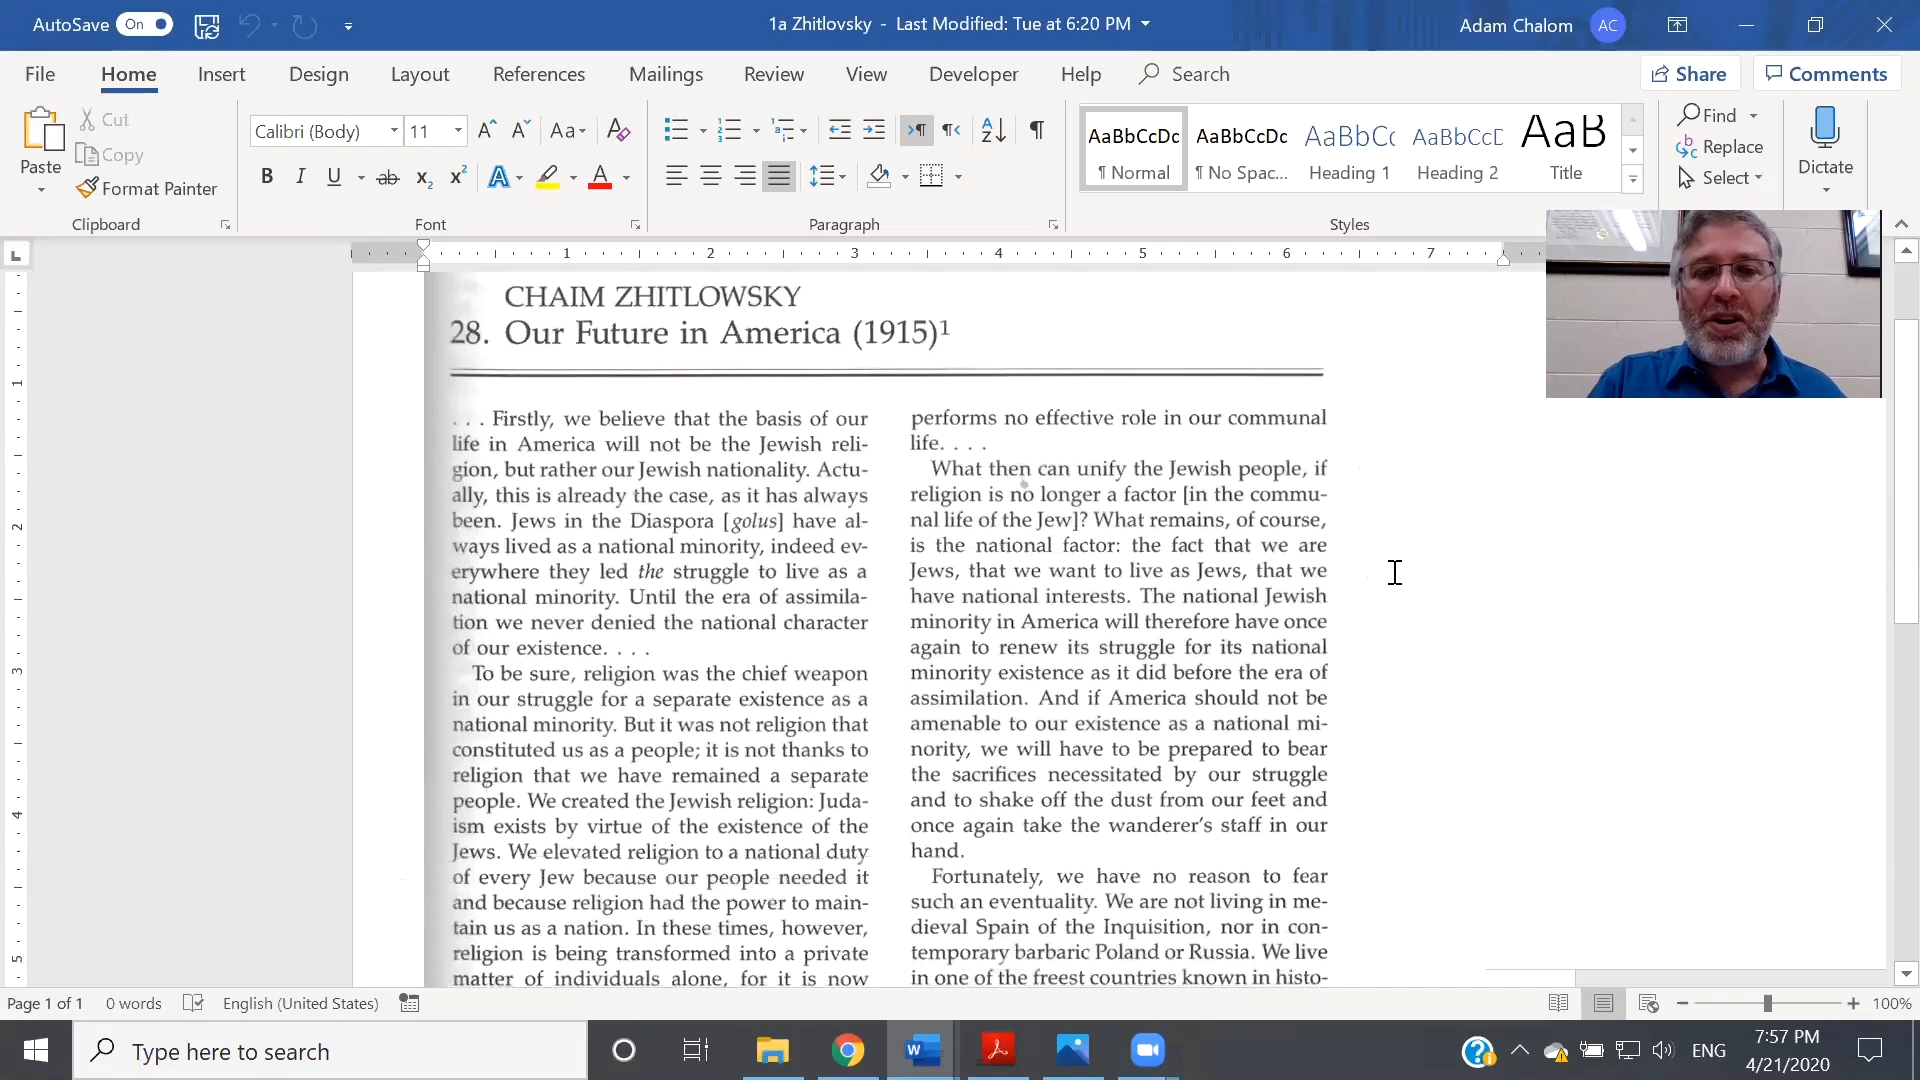 AutoSave On
1a Zhitlovsky - Last Modified: Tue at 6:20 PM
Adam Chalom AC
File Home Insert Design Layout References Mailings Review View Developer Help Search Share Comments
Paste
Cut
Copy
Format Painter
Clipboard
Calibri (Body) 11
Font
Paragraph
AaBbCcDc AaBbCcDc AaBbCc AaBbCcD AaB
¶ Normal ¶ No Spac... Heading 1 Heading 2 Title
Styles
Find
Replace
Select
Dictate
1 2 3 4 5 6 7
CHAIM ZHITLOWSKY
28. Our Future in America (1915)¹
. . . Firstly, we believe that the basis of our
life in America will not be the Jewish reli-
gion, but rather our Jewish nationality. Actu-
ally, this is already the case, as it has always
been. Jews in the Diaspora [golus] have al-
ways lived as a national minority, indeed ev-
erywhere they led the struggle to live as a
national minority. Until the era of assimila-
tion we never denied the national character
of our existence. . . .
To be sure, religion was the chief weapon
in our struggle for a separate existence as a
national minority. But it was not religion that
constituted us as a people; it is not thanks to
religion that we have remained a separate
people. We created the Jewish religion: Juda-
ism exists by virtue of the existence of the
Jews. We elevated religion to a national duty
of every Jew because our people needed it
and because religion had the power to main-
tain us as a nation. In these times, however,
religion is being transformed into a private
matter of individuals alone, for it is now
performs no effective role in our communal
life. . . .
What then can unify the Jewish people, if
religion is no longer a factor [in the commu-
nal life of the Jew]? What remains, of course,
is the national factor: the fact that we are
Jews, that we want to live as Jews, that we
have national interests. The national Jewish
minority in America will therefore have once
again to renew its struggle for its national
minority existence as it did before the era of
assimilation. And if America should not be
amenable to our existence as a national mi-
nority, we will have to be prepared to bear
the sacrifices necessitated by our struggle
and to shake off the dust from our feet and
once again take the wanderer's staff in our
hand.
Fortunately, we have no reason to fear
such an eventuality. We are not living in me-
dieval Spain of the Inquisition, nor in con-
temporary barbaric Poland or Russia. We live
in one of the freest countries known in histo-
1
2
3
4
5
Page 1 of 1 0 words English (United States) 100%
Type here to search
ENG
7:57 PM
4/21/2020